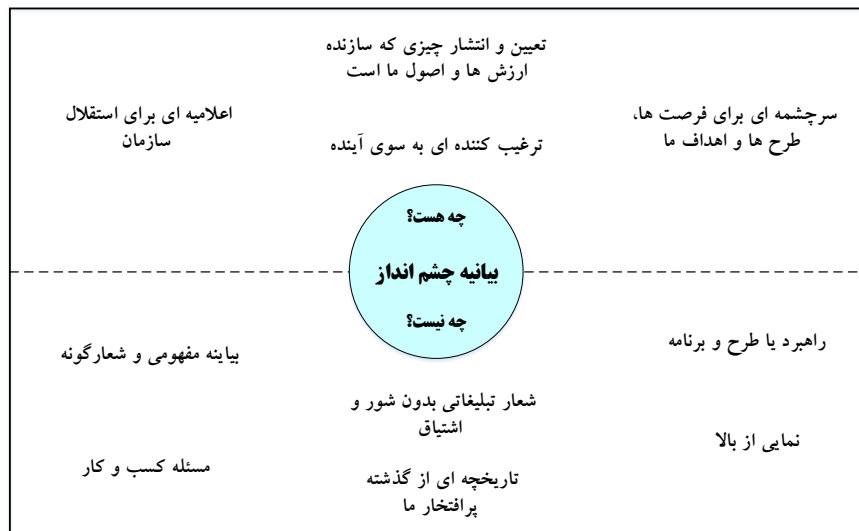 تعیین و انتشار چیزی که سازنده
ارزش ها و اصول ما است
سرچشمه ای برای فرصت ها،
طرح ها و اهداف ما
ترغیب کننده ای به سوی آینده
اعلامیه ای برای استقلال
سازمان
چه هست؟
بیانیه چشم انداز
چه نیست؟
راهبرد یا طرح و برنامه
بیاینه مفهومی و شعارگونه
شعار تبلیغاتی بدون شور و
اشتیاق
نمایی از بالا
تاریخچه ای از گذشته
پرافتخار ما
مسئله کسب و کار